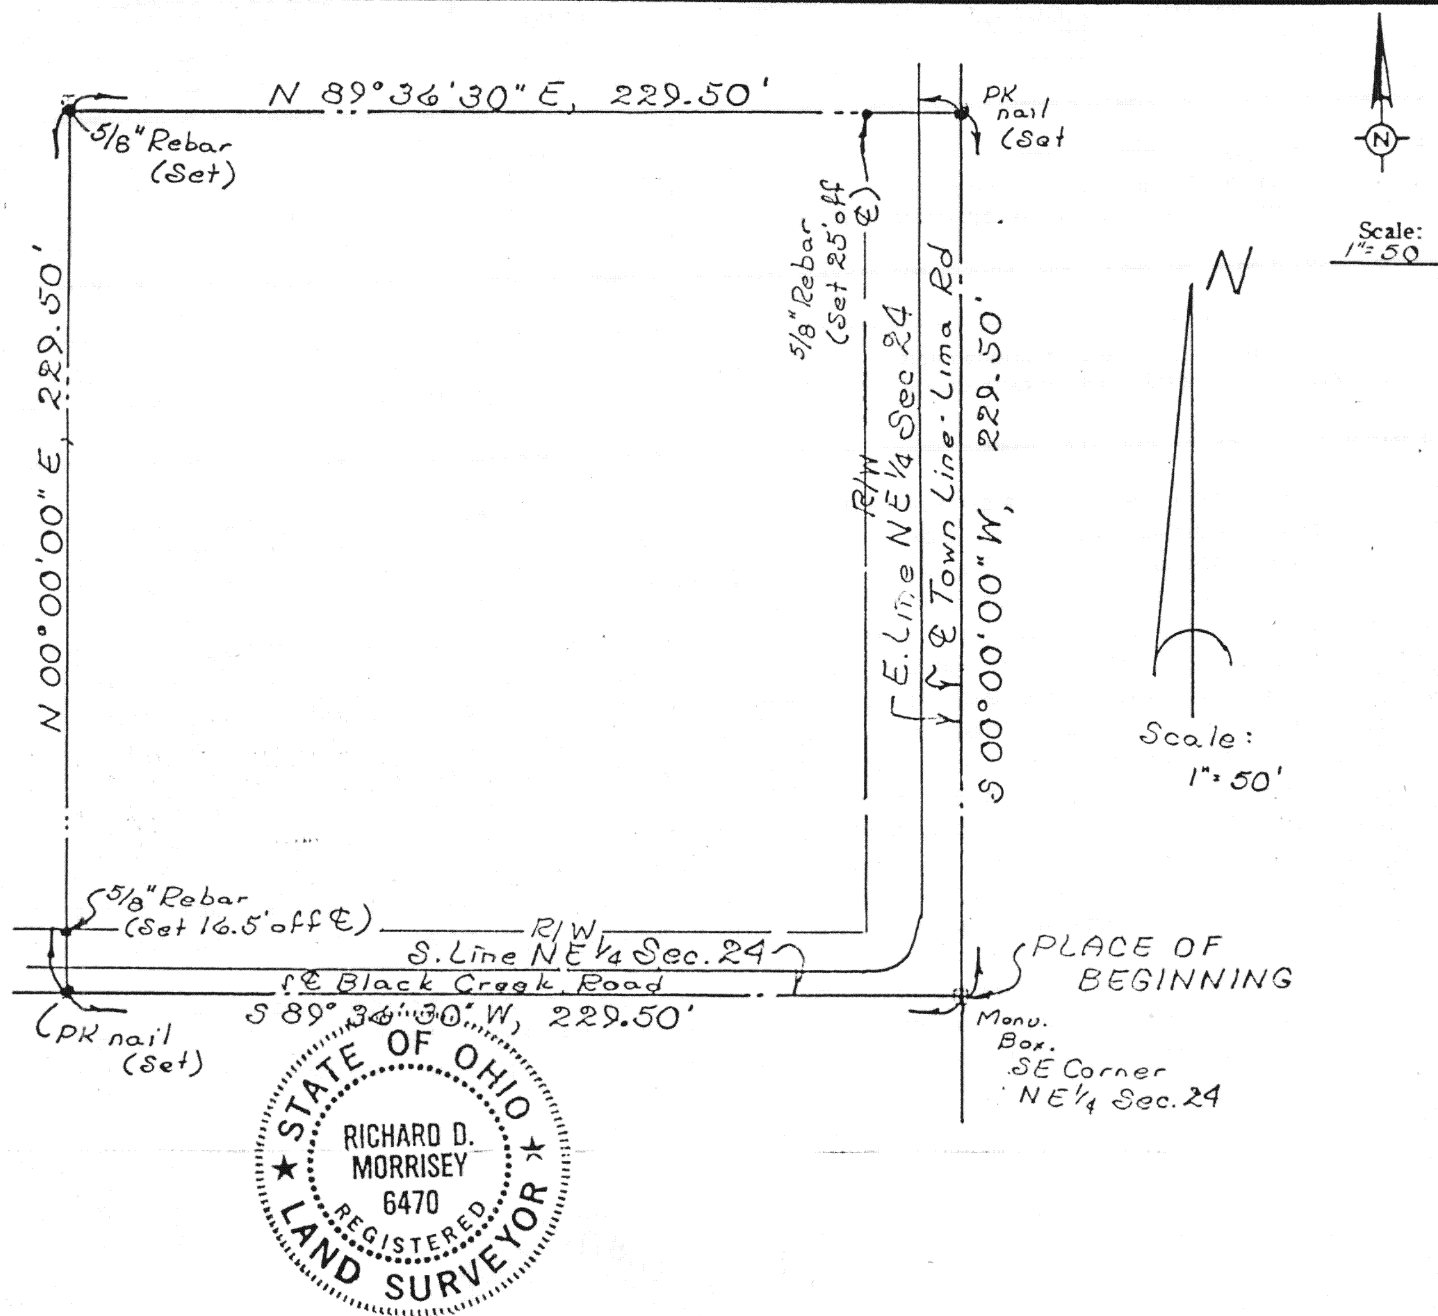 N 89°36'30" E, 229.50'
5/8" Rebar
(Set)
PK
nail
(Set
N
Scale:
1"=50
5/8" Rebar
(Set 25' off
℄)
N 00°00'00" E, 229.50'
R/W
E. Line NE 1/4 Sec 24
℄ Town Line-Lima Rd
S 00°00'00" W, 229.50'
N
Scale:
1"=50'
5/8" Rebar
(Set 16.5' off ℄)
R/W
S. Line NE 1/4 Sec. 24
℄ Black Creek Road
S 89°36'30" W, 229.50'
PK nail
(Set)
PLACE OF
BEGINNING
Monu.
Box.
SE Corner
NE 1/4 Sec. 24
STATE OF OHIO
RICHARD D.
MORRISEY
6470
REGISTERED
LAND SURVEYOR